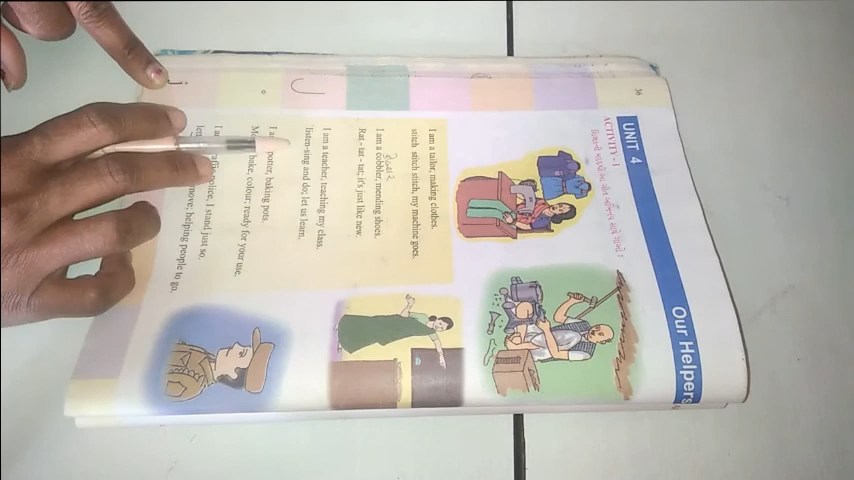 36
UNIT 4
Our Helpers
ACTIVITY - 1
I am a tailor, making clothes.
stitch stitch stitch, my machine goes.
I am a cobbler, mending shoes.
Rat - tat - tat; it's just like new.
I am a teacher, teaching my class.
listen-sing and do; let us learn.
potter, baking pots.
bake, colour; ready for your use.
police, I stand just so.
move; helping people to go.